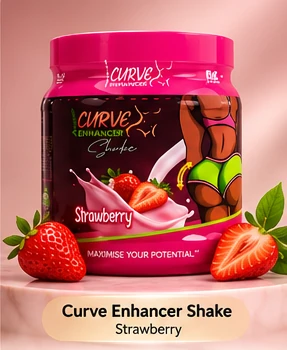 CURVE
CURVE
ENHANCER
Shake
Strawberry
MAXIMISE YOUR POTENTIAL™
Curve Enhancer Shake
Strawberry